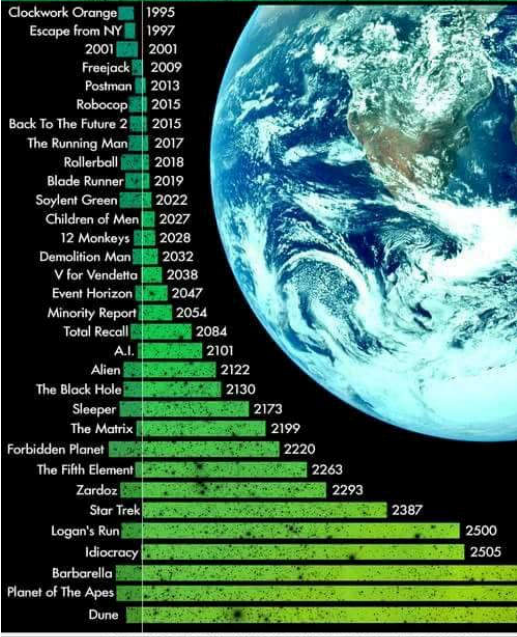 Clockwork Orange 1995
Escape from NY 1997
2001 2001
Freejack 2009
Postman 2013
Robocop 2015
Back To The Future 2 2015
The Running Man 2017
Rollerball 2018
Blade Runner 2019
Soylent Green 2022
Children of Men 2027
12 Monkeys 2028
Demolition Man 2032
V for Vendetta 2038
Event Horizon 2047
Minority Report 2054
Total Recall 2084
A.I. 2101
Alien 2122
The Black Hole 2130
Sleeper 2173
The Matrix 2199
Forbidden Planet 2220
The Fifth Element 2263
Zardoz 2293
Star Trek 2387
Logan's Run 2500
Idiocracy 2505
Barbarella
Planet of The Apes
Dune